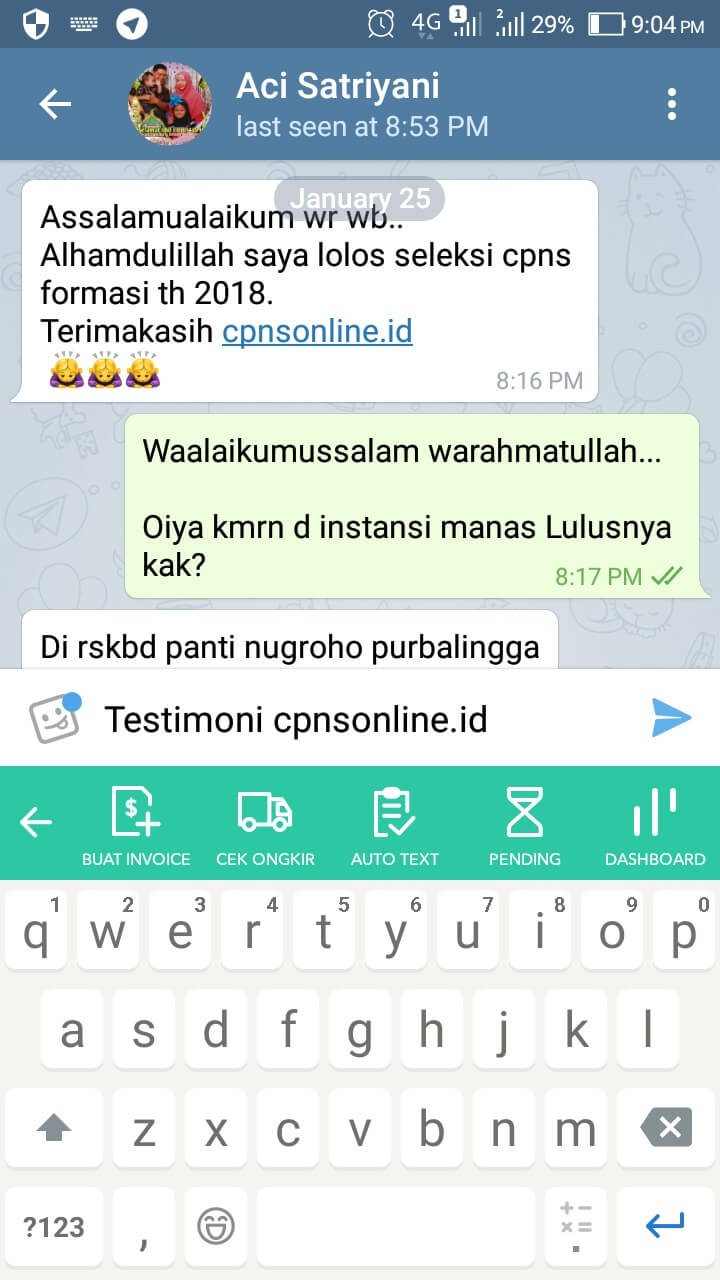 4G 1 2 29% 9:04 PM
Aci Satriyani
last seen at 8:53 PM
January 25
Assalamualaikum wr wb..
Alhamdulillah saya lolos seleksi cpns
formasi th 2018.
Terimakasih cpnsonline.id
8:16 PM
Waalaikumussalam warahmatullah...
Oiya kmrn d instansi manas Lulusnya
kak?
8:17 PM
Di rskbd panti nugroho purbalingga
Testimoni cpnsonline.id
BUAT INVOICE CEK ONGKIR AUTO TEXT PENDING DASHBOARD
1 2 3 4 5 6 7 8 9 0
q w e r t y u i o p
a s d f g h j k l
z x c v b n m
?123 , + − × = .